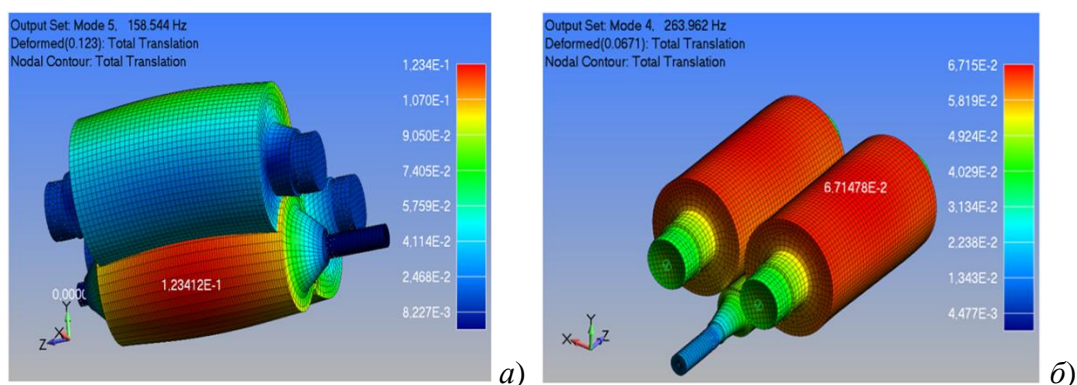 Output Set: Mode 5, 158.544 Hz
Deformed(0.123): Total Translation
Nodal Contour: Total Translation
1,234E-1
1,070E-1
9,050E-2
7,405E-2
5,759E-2
4,114E-2
2,468E-2
8,227E-3
1,23412E-1
Y
X
Z
а)
Output Set: Mode 4, 263.962 Hz
Deformed(0.0671): Total Translation
Nodal Contour: Total Translation
6,715E-2
5,819E-2
4,924E-2
4,029E-2
3,134E-2
2,238E-2
1,343E-2
4,477E-3
6,71478E-2
Y
X
Z
б)